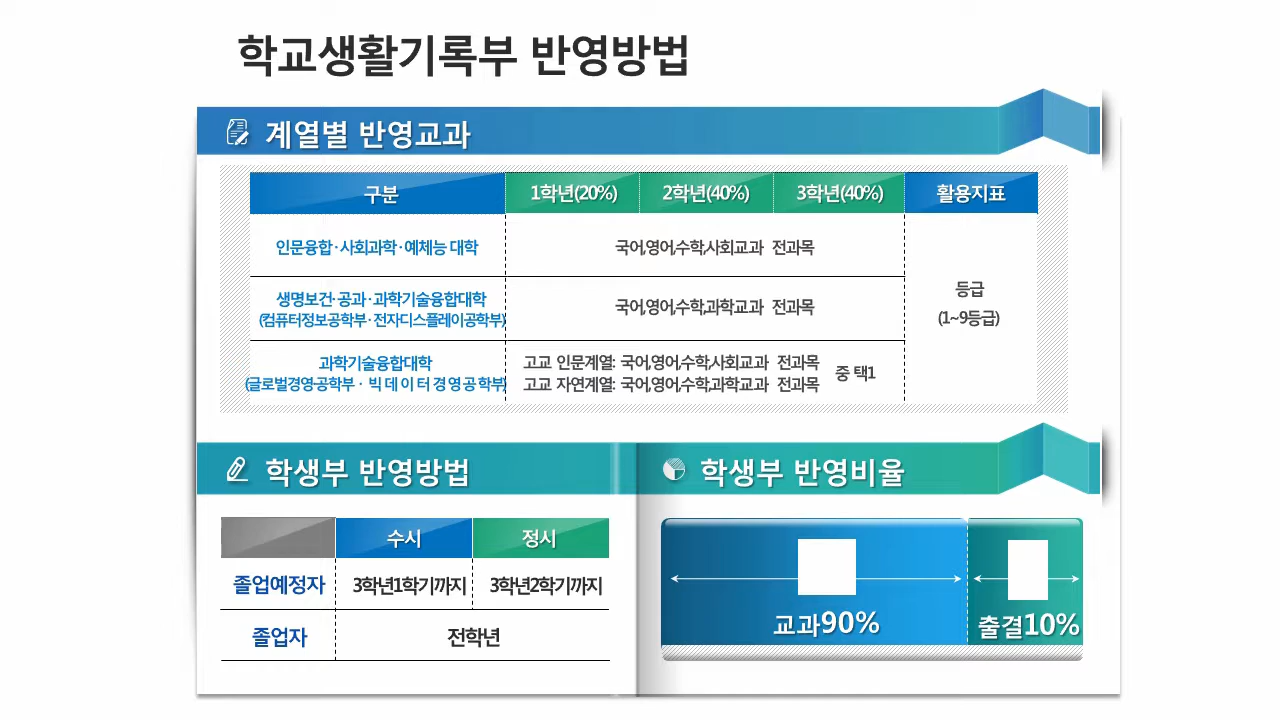 학교생활기록부 반영방법
계열별 반영교과
구분 1학년(20%) 2학년(40%) 3학년(40%) 활용지표
인문융합·사회과학·예체능 대학 국어,영어,수학,사회교과 전과목
생명보건·공과·과학기술융합대학
(컴퓨터정보공학부·전자디스플레이공학부)
국어,영어,수학,과학교과 전과목
등급
(1~9등급)
과학기술융합대학
(글로벌경영공학부· 빅데이터경영공학부)
고교 인문계열: 국어,영어,수학,사회교과 전과목
고교 자연계열: 국어,영어,수학,과학교과 전과목
중 택1
학생부 반영방법
수시 정시
졸업예정자 3학년1학기까지 3학년2학기까지
졸업자 전학년
학생부 반영비율
교과90% 출결10%